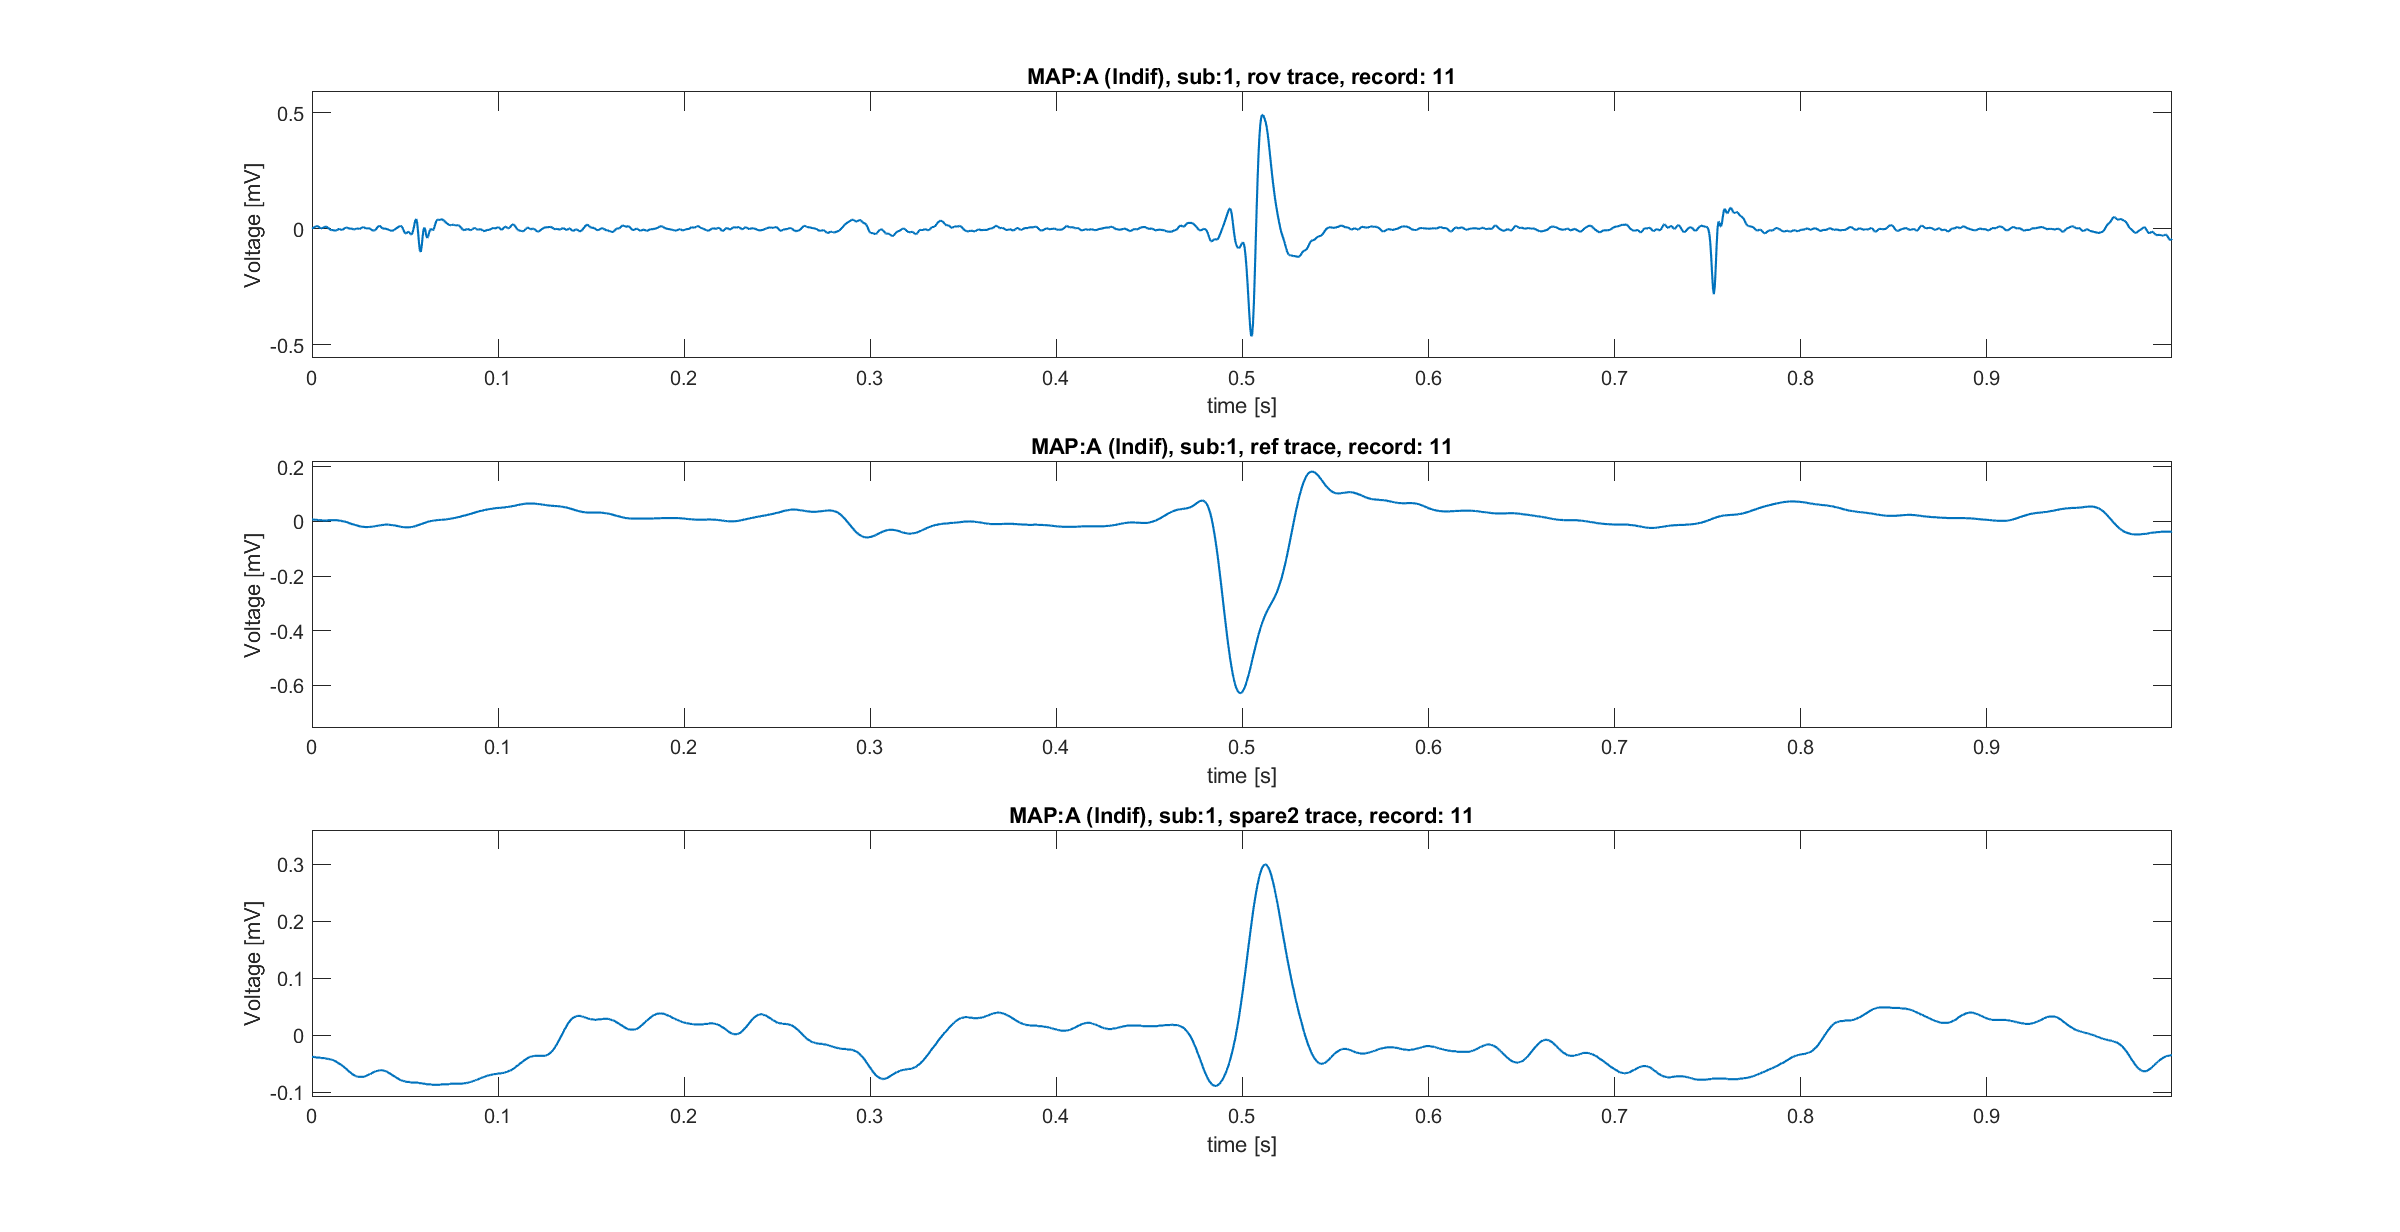 MAP:A (Indif), sub:1, rov trace, record: 11
Voltage [mV]
0.5
0
-0.5
0 0.1 0.2 0.3 0.4 0.5 0.6 0.7 0.8 0.9
time [s]
MAP:A (Indif), sub:1, ref trace, record: 11
Voltage [mV]
0.2
0
-0.2
-0.4
-0.6
0 0.1 0.2 0.3 0.4 0.5 0.6 0.7 0.8 0.9
time [s]
MAP:A (Indif), sub:1, spare2 trace, record: 11
Voltage [mV]
0.3
0.2
0.1
0
-0.1
0 0.1 0.2 0.3 0.4 0.5 0.6 0.7 0.8 0.9
time [s]